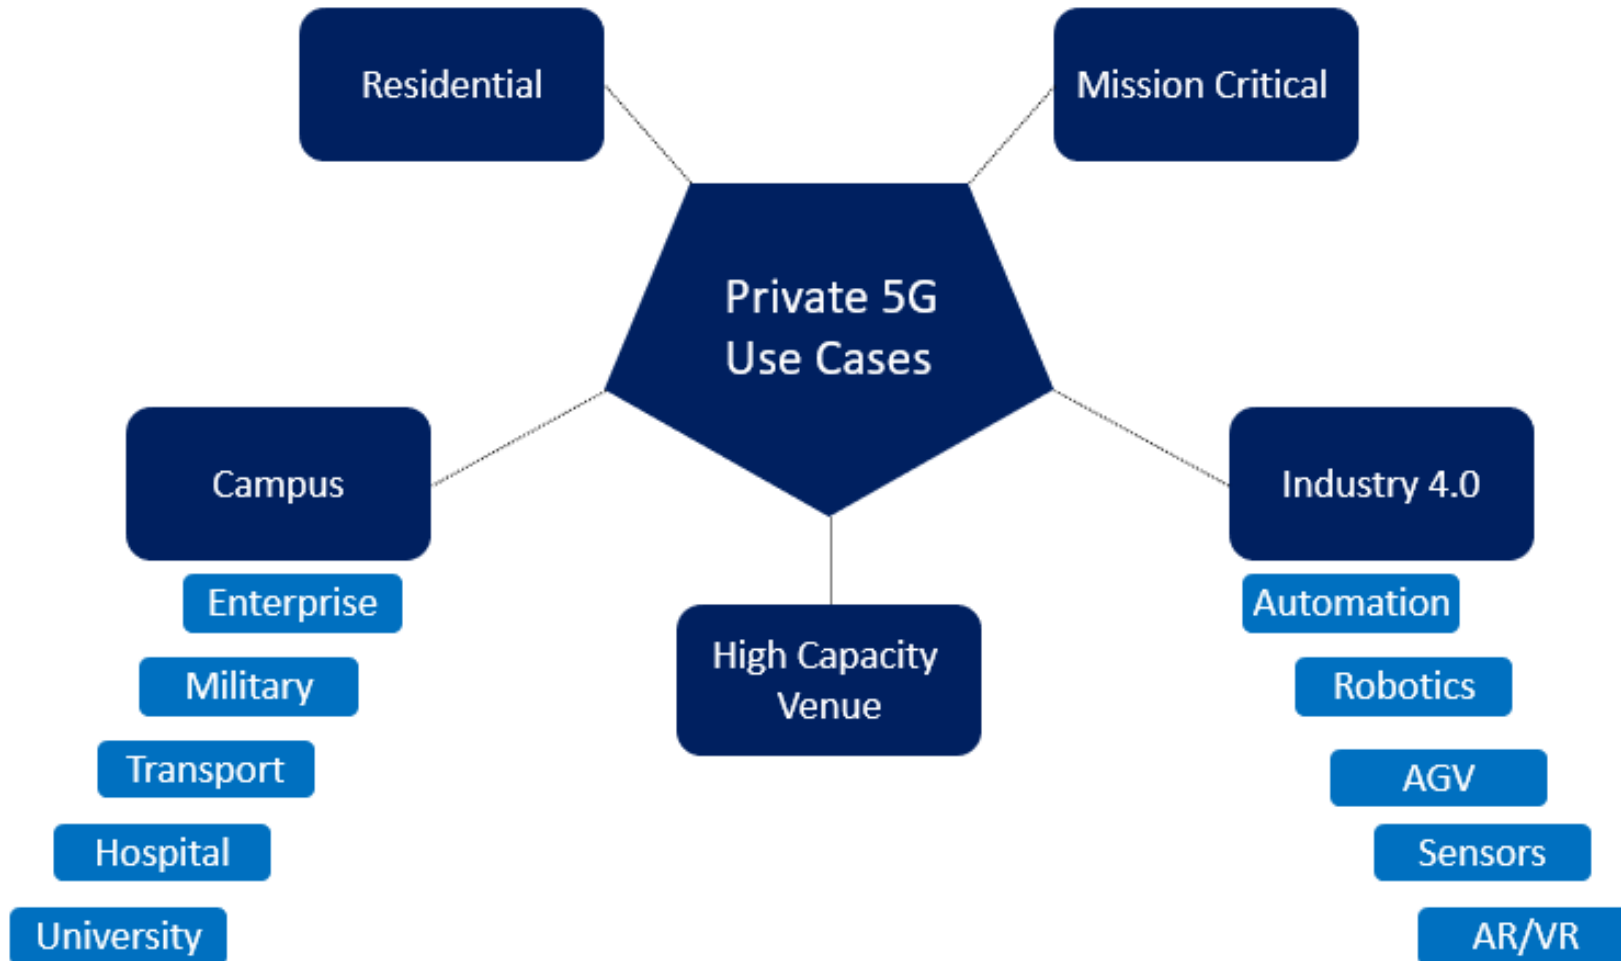 Residential
Mission Critical
Private 5G
Use Cases
Campus
Industry 4.0
Enterprise
Automation
High Capacity
Venue
Military
Robotics
Transport
AGV
Hospital
Sensors
University
AR/VR